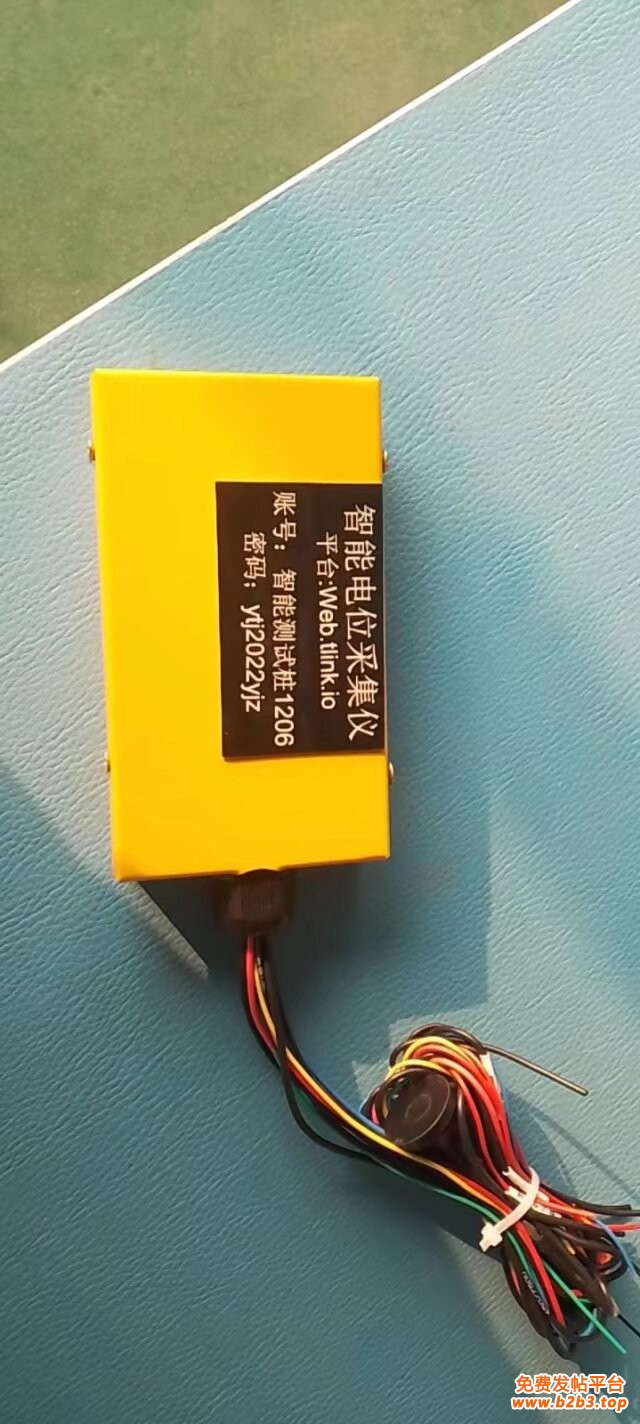 智能电位采集仪
平台:Web.tlink.io
账号：智能测试桩1206
密码：ytj2022yjz
免费发帖平台
www.b2b3.top